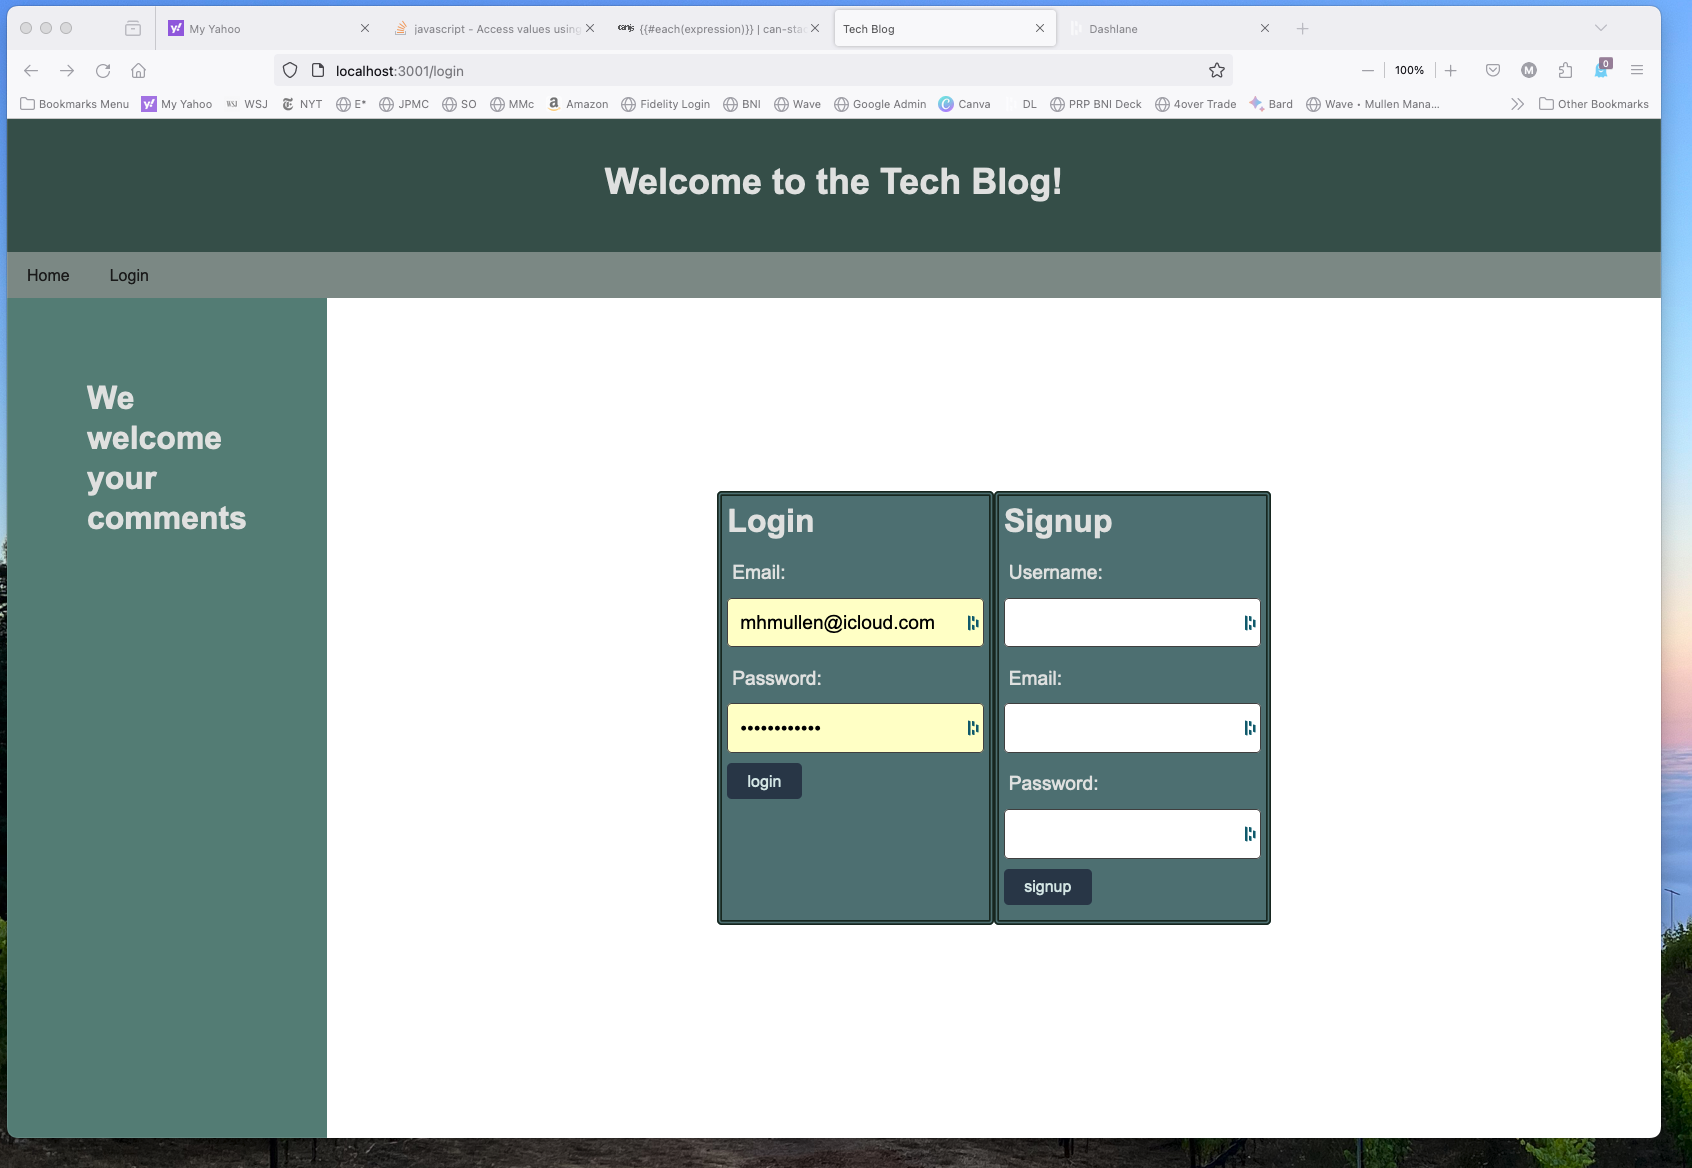 My Yahoo
javascript - Access values using
canjs {{#each(expression)}} | can-sta
Tech Blog
Dashlane
localhost:3001/login
100%
M
0
Bookmarks Menu
My Yahoo
WSJ WSJ
NYT
E*
JPMC
SO
MMc
Amazon
Fidelity Login
BNI
Wave
Google Admin
Canva
DL
PRP BNI Deck
4over Trade
Bard
Wave • Mullen Mana...
Other Bookmarks
Welcome to the Tech Blog!
Home
Login
We
welcome
your
comments
Login
Email:
mhmullen@icloud.com
Password:
••••••••••••
login
Signup
Username:
Email:
Password:
signup